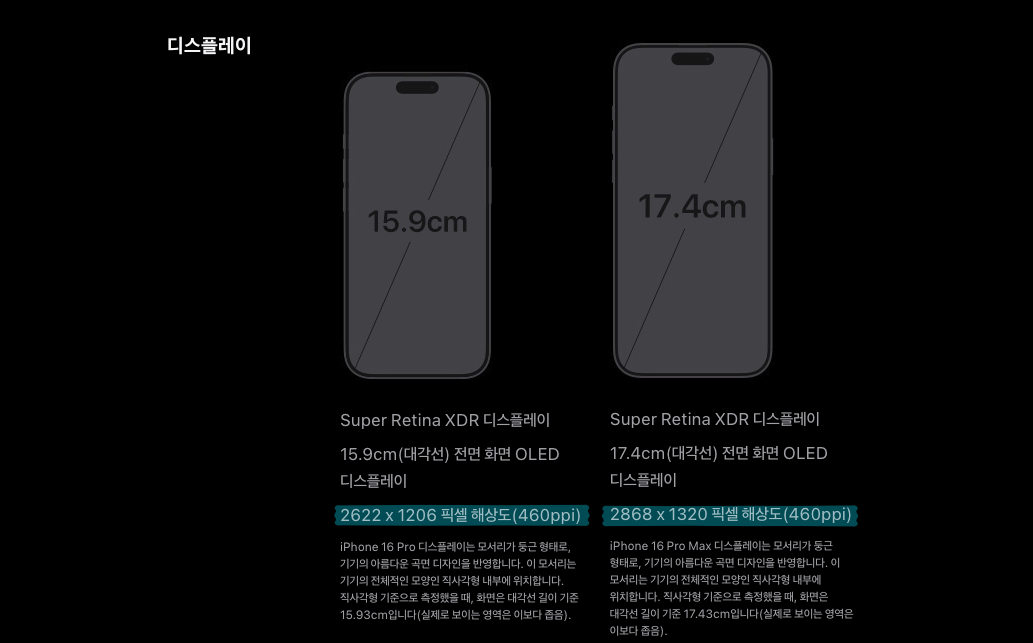 디스플레이
15.9cm
17.4cm
Super Retina XDR 디스플레이
15.9cm(대각선) 전면 화면 OLED
디스플레이
2622 x 1206 픽셀 해상도(460ppi)
iPhone 16 Pro 디스플레이는 모서리가 둥근 형태로,
기기의 아름다운 곡면 디자인을 반영합니다. 이 모서리는
기기의 전체적인 모양인 직사각형 내부에 위치합니다.
직사각형 기준으로 측정했을 때, 화면은 대각선 길이 기준
15.93cm입니다(실제로 보이는 영역은 이보다 좁음).
Super Retina XDR 디스플레이
17.4cm(대각선) 전면 화면 OLED
디스플레이
2868 x 1320 픽셀 해상도(460ppi)
iPhone 16 Pro Max 디스플레이는 모서리가 둥근
형태로, 기기의 아름다운 곡면 디자인을 반영합니다. 이
모서리는 기기의 전체적인 모양인 직사각형 내부에
위치합니다. 직사각형 기준으로 측정했을 때, 화면은
대각선 길이 기준 17.43cm입니다(실제로 보이는 영역은
이보다 좁음).